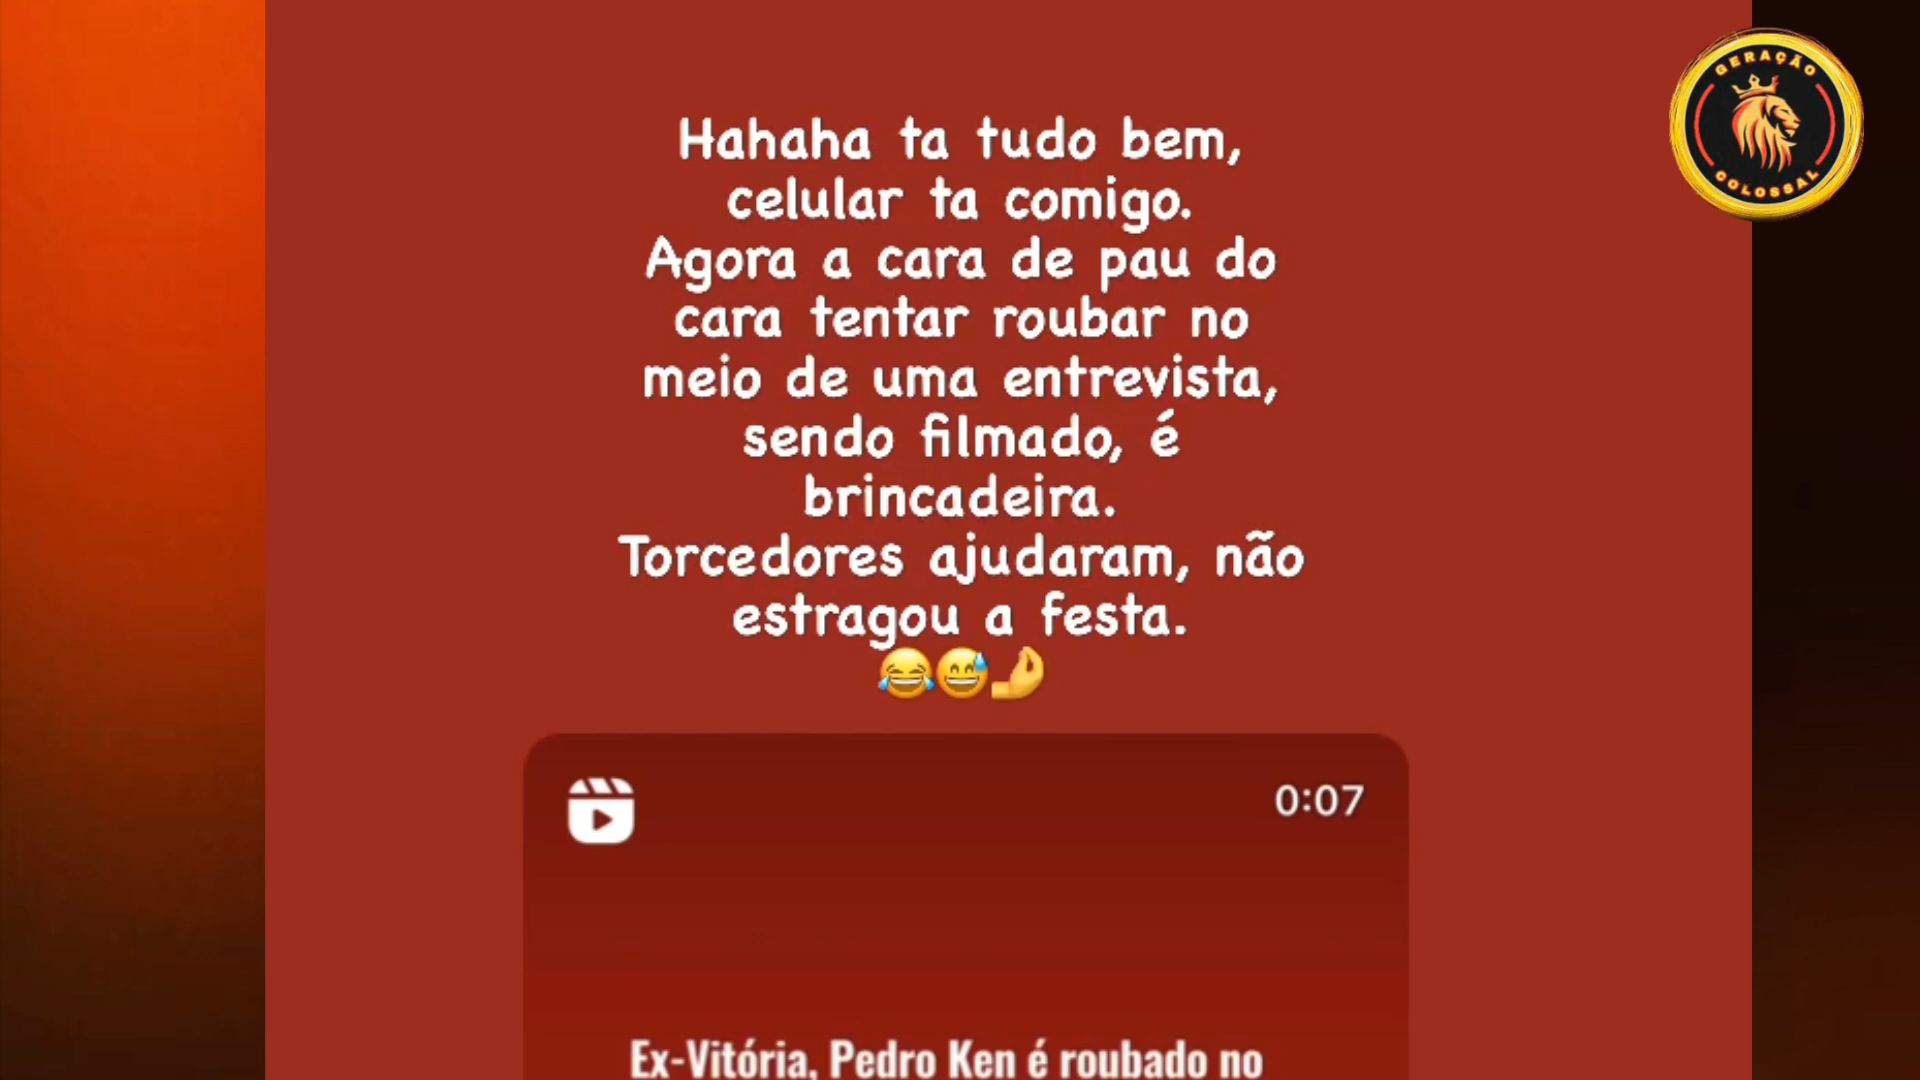 GERAÇÃO
COLOSSAL
Hahaha ta tudo bem,
celular ta comigo.
Agora a cara de pau do
cara tentar roubar no
meio de uma entrevista,
sendo filmado, é
brincadeira.
Torcedores ajudaram, não
estragou a festa.
😂😅🤌
0:07
Ex-Vitória, Pedro Ken é roubado no